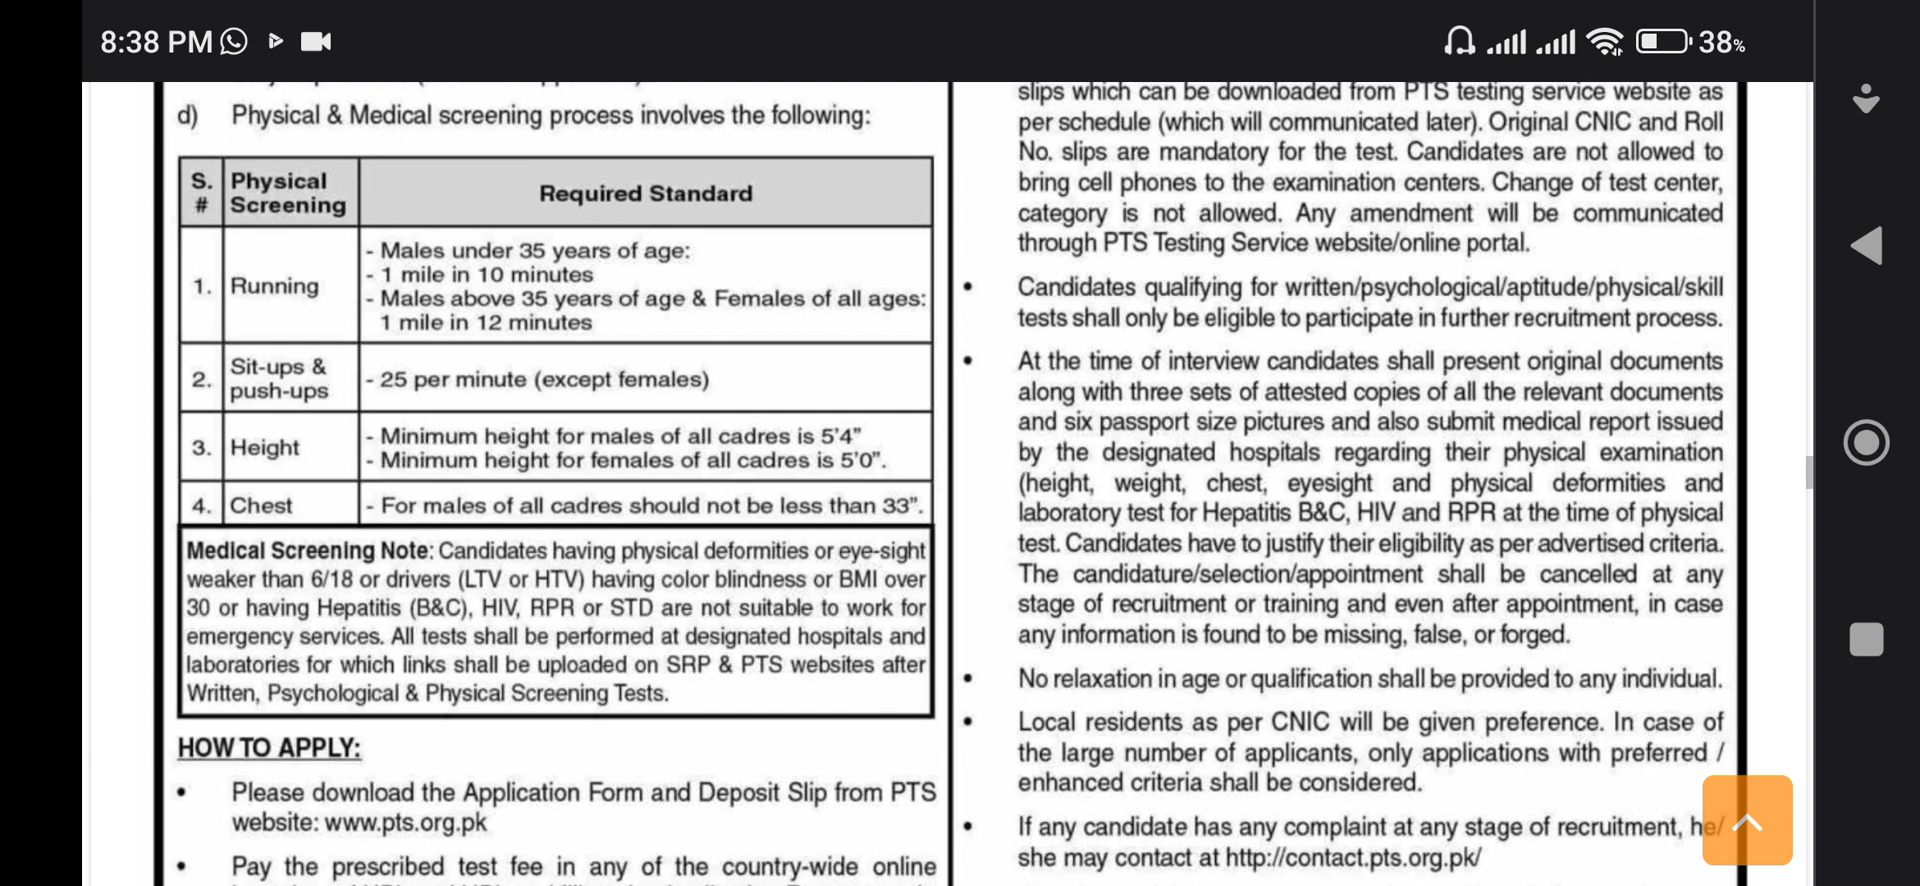 8:38 PM
38%
d) Physical & Medical screening process involves the following:
S. # Physical Screening Required Standard
1. Running - Males under 35 years of age:
- 1 mile in 10 minutes
- Males above 35 years of age & Females of all ages:
1 mile in 12 minutes
2. Sit-ups & push-ups - 25 per minute (except females)
3. Height - Minimum height for males of all cadres is 5'4"
- Minimum height for females of all cadres is 5'0".
4. Chest - For males of all cadres should not be less than 33".
Medical Screening Note: Candidates having physical deformities or eye-sight
weaker than 6/18 or drivers (LTV or HTV) having color blindness or BMI over
30 or having Hepatitis (B&C), HIV, RPR or STD are not suitable to work for
emergency services. All tests shall be performed at designated hospitals and
laboratories for which links shall be uploaded on SRP & PTS websites after
Written, Psychological & Physical Screening Tests.
HOW TO APPLY:
• Please download the Application Form and Deposit Slip from PTS
website: www.pts.org.pk
• Pay the prescribed test fee in any of the country-wide online
slips which can be downloaded from PTS testing service website as
per schedule (which will communicated later). Original CNIC and Roll
No. slips are mandatory for the test. Candidates are not allowed to
bring cell phones to the examination centers. Change of test center,
category is not allowed. Any amendment will be communicated
through PTS Testing Service website/online portal.
• Candidates qualifying for written/psychological/aptitude/physical/skill
tests shall only be eligible to participate in further recruitment process.
• At the time of interview candidates shall present original documents
along with three sets of attested copies of all the relevant documents
and six passport size pictures and also submit medical report issued
by the designated hospitals regarding their physical examination
(height, weight, chest, eyesight and physical deformities and
laboratory test for Hepatitis B&C, HIV and RPR at the time of physical
test. Candidates have to justify their eligibility as per advertised criteria.
The candidature/selection/appointment shall be cancelled at any
stage of recruitment or training and even after appointment, in case
any information is found to be missing, false, or forged.
• No relaxation in age or qualification shall be provided to any individual.
• Local residents as per CNIC will be given preference. In case of
the large number of applicants, only applications with preferred /
enhanced criteria shall be considered.
• If any candidate has any complaint at any stage of recruitment, he/
she may contact at http://contact.pts.org.pk/